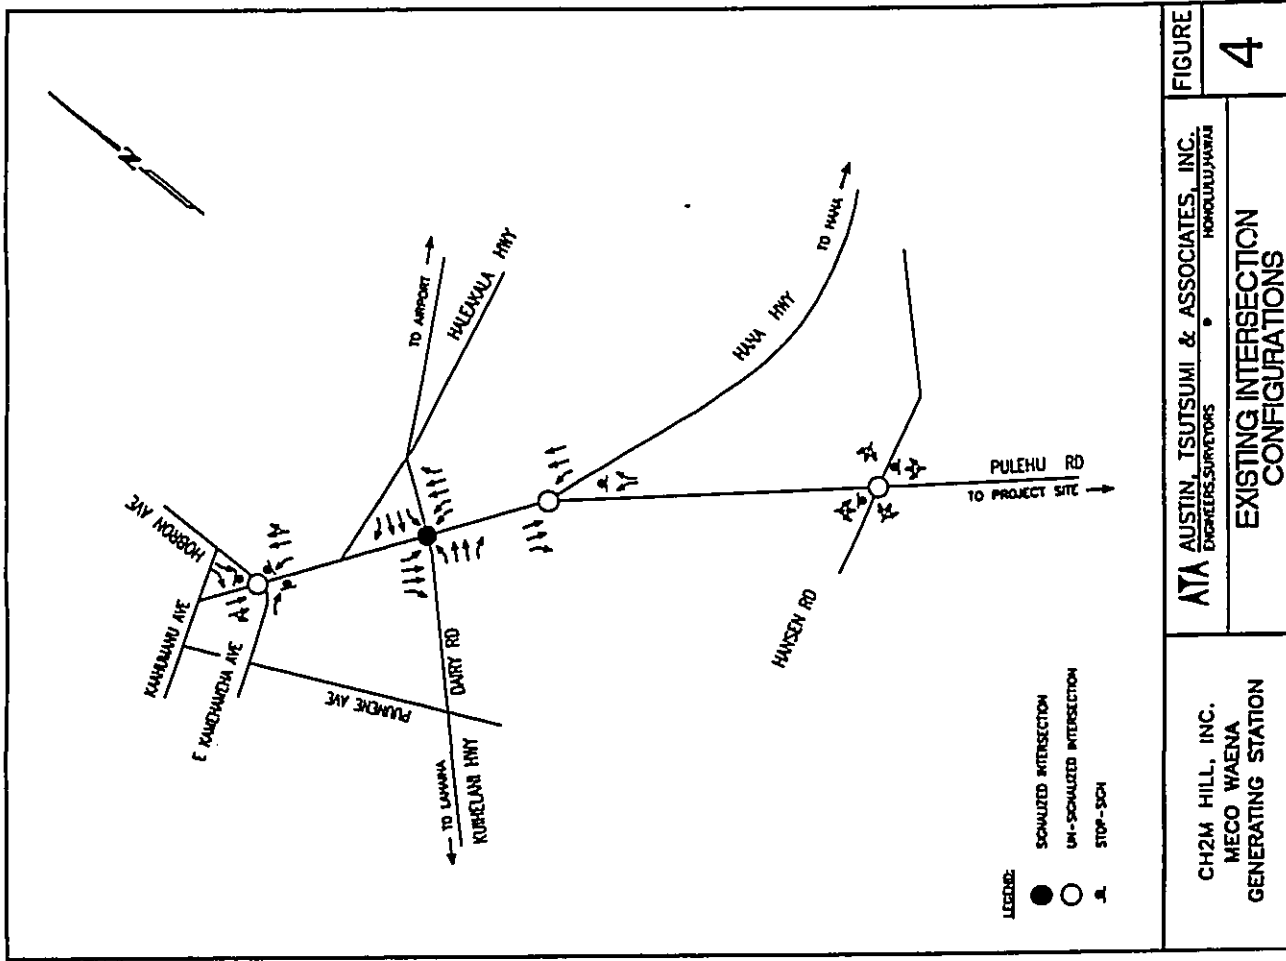 N
TO AIRPORT
HALEAKALA HWY
HOBRON AVE
KAAHUMANU AVE
E KAMEHAMEHA AVE
PUUNENE AVE
DAIRY RD
TO LAHAINA
KUIHELANI HWY
HANA HWY
TO HANA
PULEHU RD
TO PROJECT SITE
HANSEN RD
LEGEND:
SIGNALIZED INTERSECTION
UN-SIGNALIZED INTERSECTION
STOP-SIGN
CH2M HILL, INC.
MECO WAENA
GENERATING STATION
ATA AUSTIN, TSUTSUMI & ASSOCIATES, INC.
ENGINEERS, SURVEYORS • HONOLULU, HAWAII
EXISTING INTERSECTION
CONFIGURATIONS
FIGURE
4